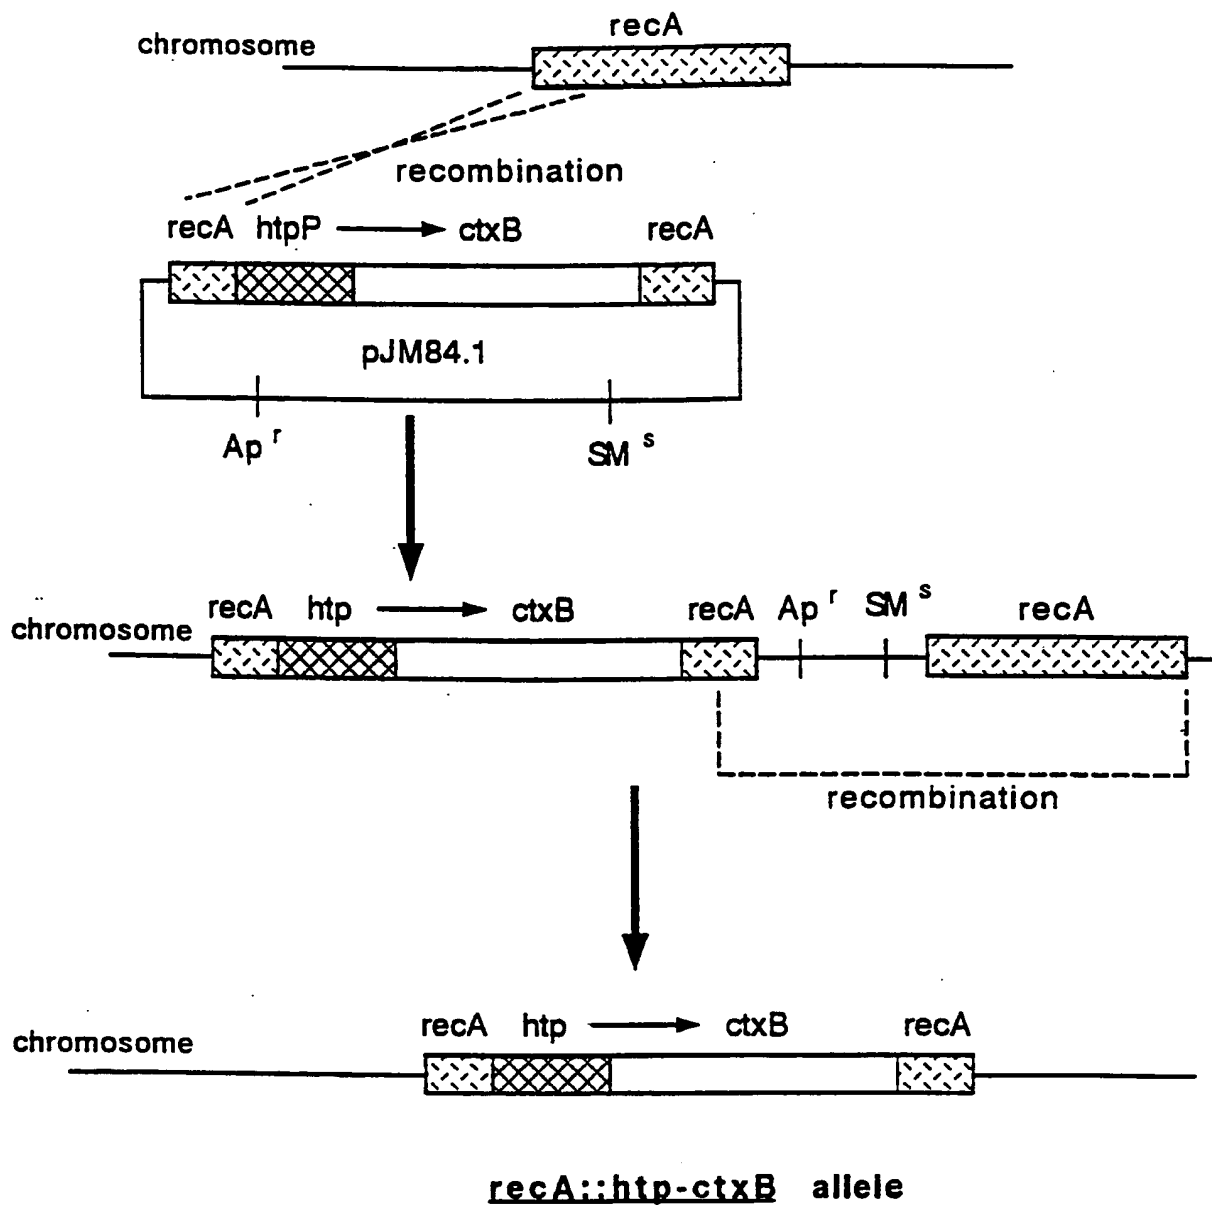 recA
chromosome
recombination
recA htpP ctxB recA
pJM84.1
Ap r SM s
recA htp ctxB recA Ap r SM s recA
chromosome
recombination
recA htp ctxB recA
chromosome
recA::htp-ctxB allele